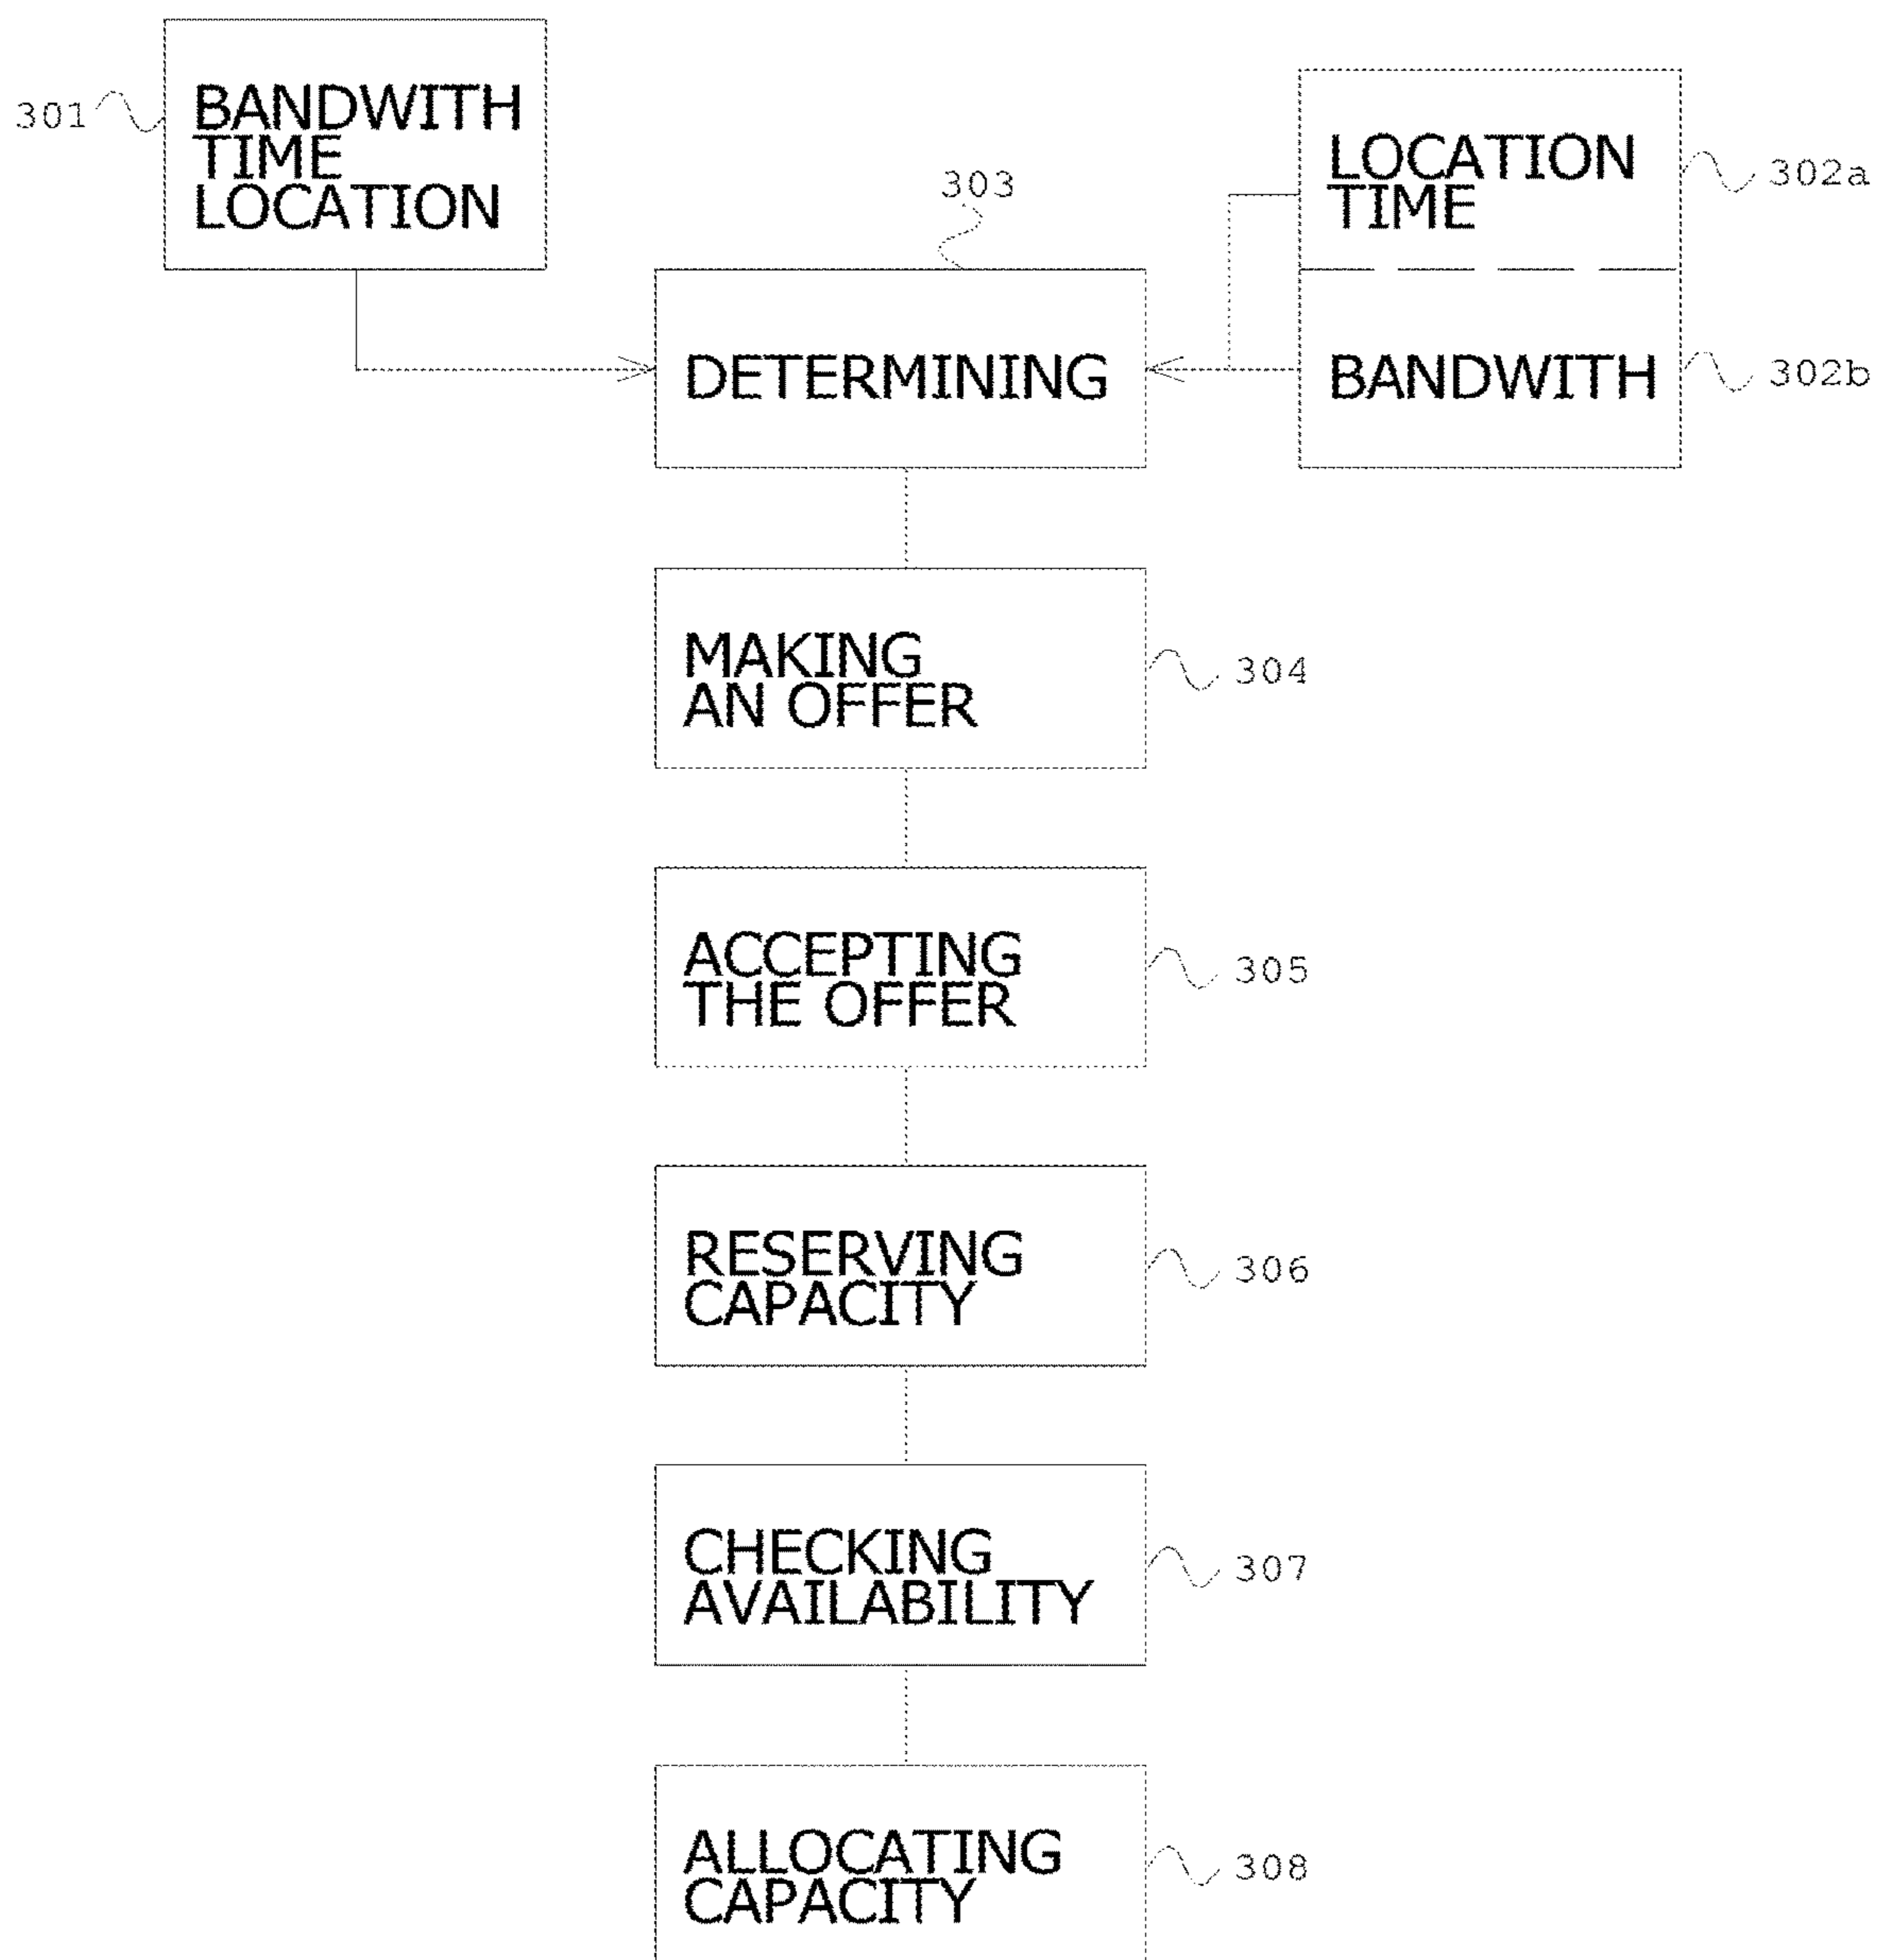 301
BANDWITH
TIME
LOCATION
303
LOCATION
TIME
302a
DETERMINING
BANDWITH
302b
MAKING
AN OFFER
304
ACCEPTING
THE OFFER
305
RESERVING
CAPACITY
306
CHECKING
AVAILABILITY
307
ALLOCATING
CAPACITY
308